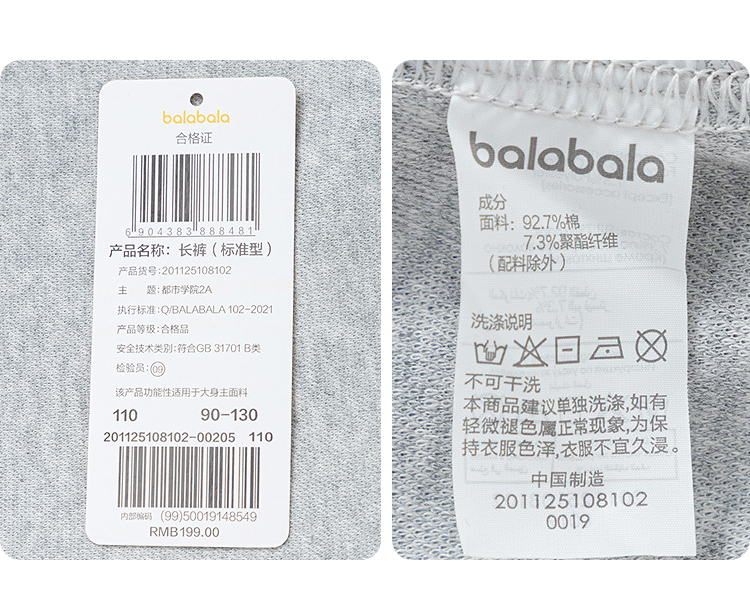 balabala
合格证
6904383888481
产品名称：长裤（标准型）
产品货号：201125108102
主　题：都市学院2A
执行标准：Q/BALABALA 102-2021
产品等级：合格品
安全技术类别：符合GB 31701 B类
检验员：09
该产品功能性适用于大身主面料
110 90-130
201125108102-00205 110
内部编码 (99)50019148549
RMB199.00
balabala
成分
面料：92.7%棉
7.3%聚酯纤维
（配料除外）
洗涤说明
不可干洗
本商品建议单独洗涤,如有
轻微褪色属正常现象,为保
持衣服色泽,衣服不宜久浸。
中国制造
201125108102
0019